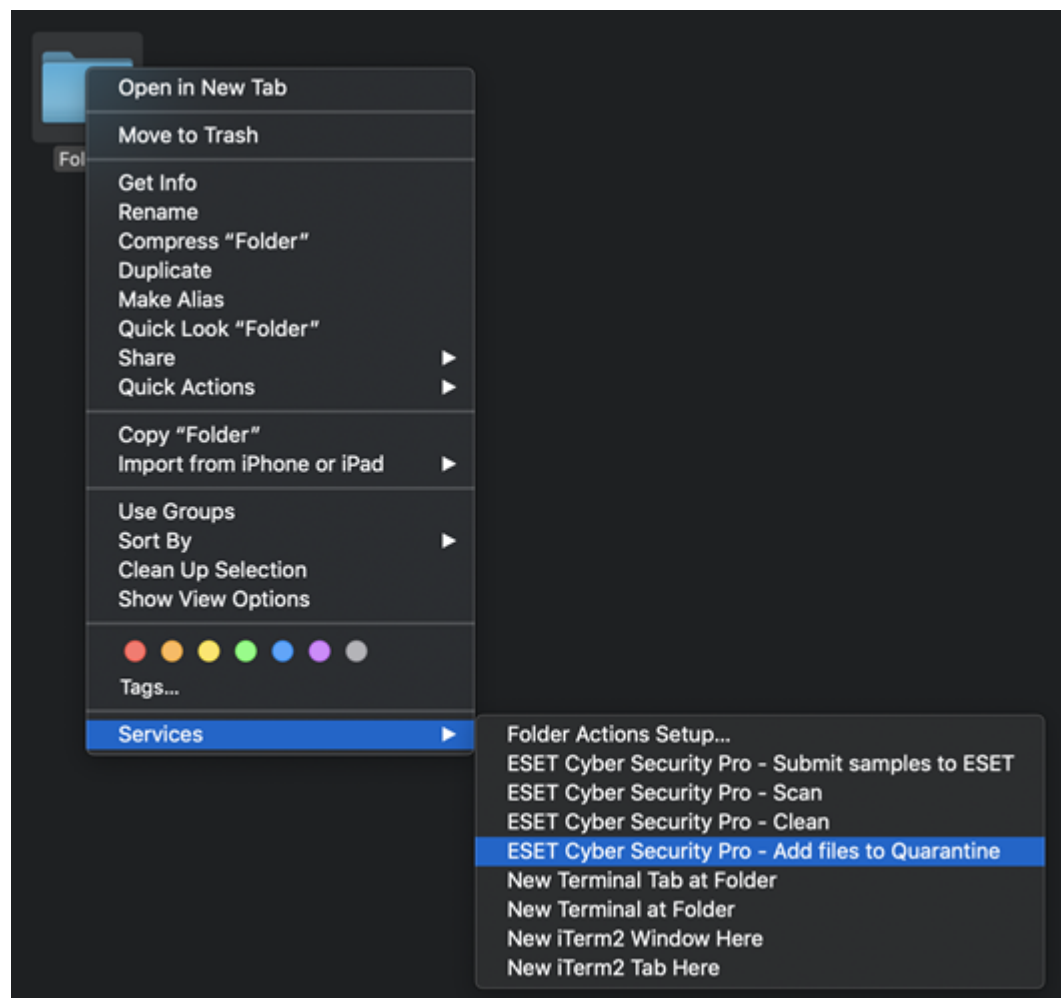 Open in New Tab
Move to Trash
Fol
Get Info
Rename
Compress “Folder”
Duplicate
Make Alias
Quick Look “Folder”
Share
Quick Actions
Copy “Folder”
Import from iPhone or iPad
Use Groups
Sort By
Clean Up Selection
Show View Options
Tags...
Services
Folder Actions Setup...
ESET Cyber Security Pro - Submit samples to ESET
ESET Cyber Security Pro - Scan
ESET Cyber Security Pro - Clean
ESET Cyber Security Pro - Add files to Quarantine
New Terminal Tab at Folder
New Terminal at Folder
New iTerm2 Window Here
New iTerm2 Tab Here